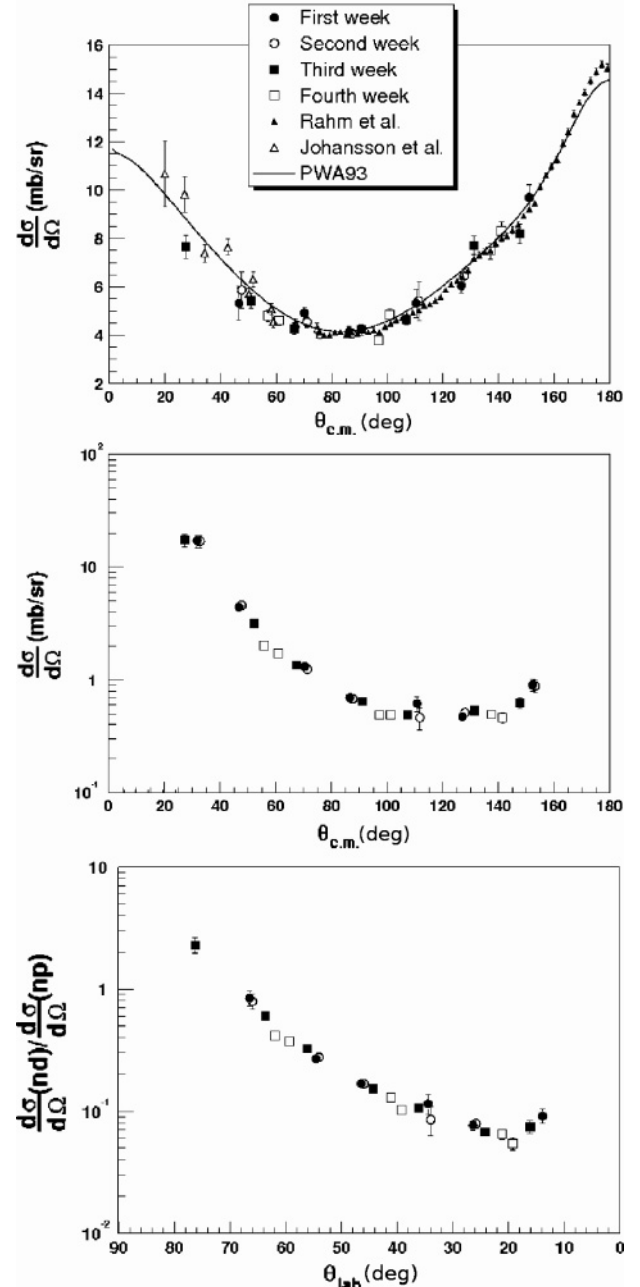 First week
Second week
Third week
Fourth week
Rahm et al.
Johansson et al.
PWA93
dσ/dΩ (mb/sr)
16
14
12
10
8
6
4
2
0 20 40 60 80 100 120 140 160 180
θc.m. (deg)
dσ/dΩ (mb/sr)
10²
10
1
10⁻¹
0 20 40 60 80 100 120 140 160 180
θc.m. (deg)
dσ/dΩ(nd)/dσ/dΩ(np)
10
1
10⁻¹
10⁻²
90 80 70 60 50 40 30 20 10 0
θlab (deg)